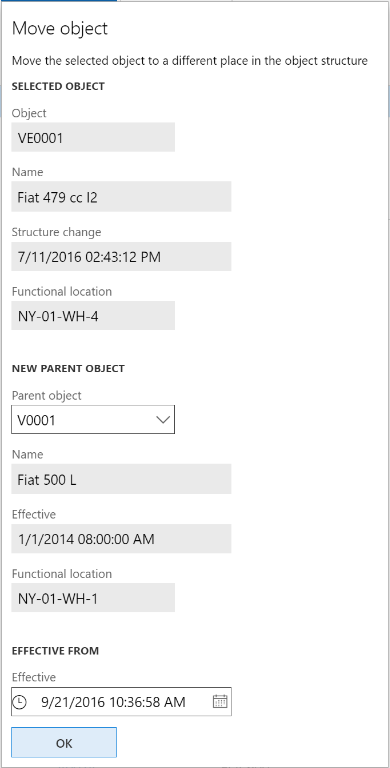 Move object
Move the selected object to a different place in the object structure
SELECTED OBJECT
Object
VE0001
Name
Fiat 479 cc I2
Structure change
7/11/2016 02:43:12 PM
Functional location
NY-01-WH-4
NEW PARENT OBJECT
Parent object
V0001
Name
Fiat 500 L
Effective
1/1/2014 08:00:00 AM
Functional location
NY-01-WH-1
EFFECTIVE FROM
Effective
9/21/2016 10:36:58 AM
OK